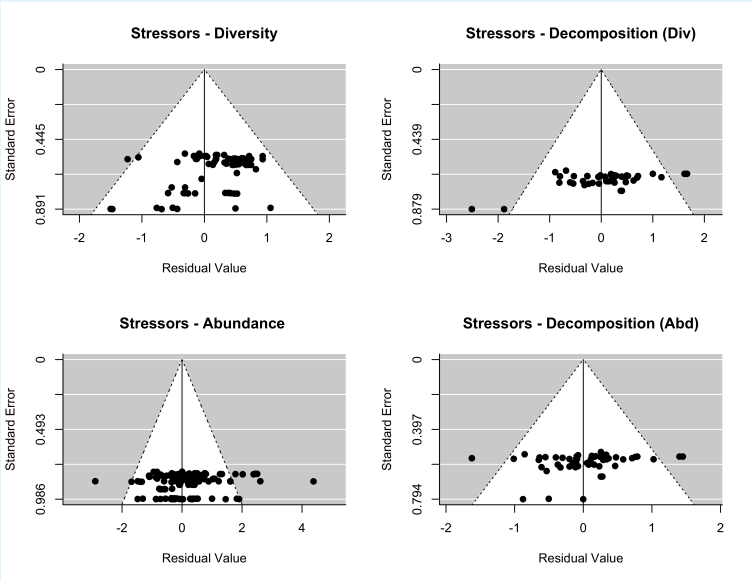 Stressors - Diversity
Standard Error
0
0.445
0.891
-2 -1 0 1 2
Residual Value
Stressors - Decomposition (Div)
Standard Error
0
0.439
0.879
-3 -2 -1 0 1 2
Residual Value
Stressors - Abundance
Standard Error
0
0.493
0.986
-2 0 2 4
Residual Value
Stressors - Decomposition (Abd)
Standard Error
0
0.397
0.794
-2 -1 0 1 2
Residual Value